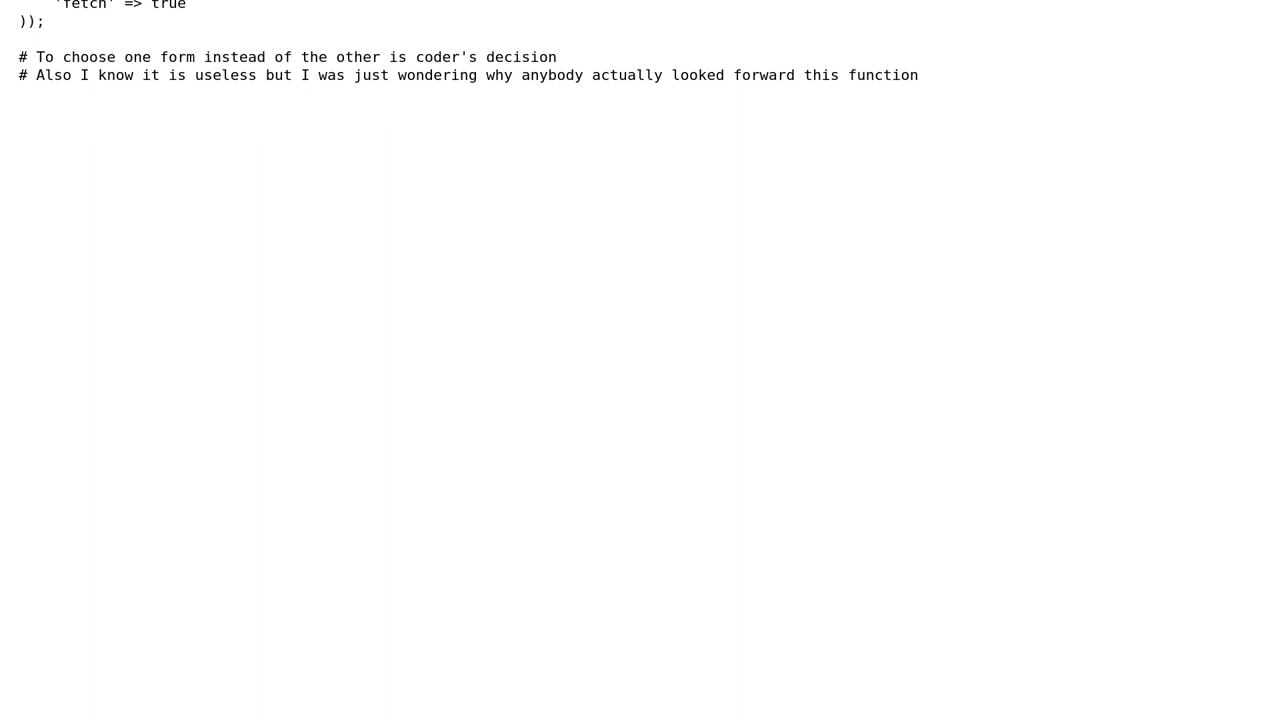 'fetch' => true
));

# To choose one form instead of the other is coder's decision
# Also I know it is useless but I was just wondering why anybody actually looked forward this function